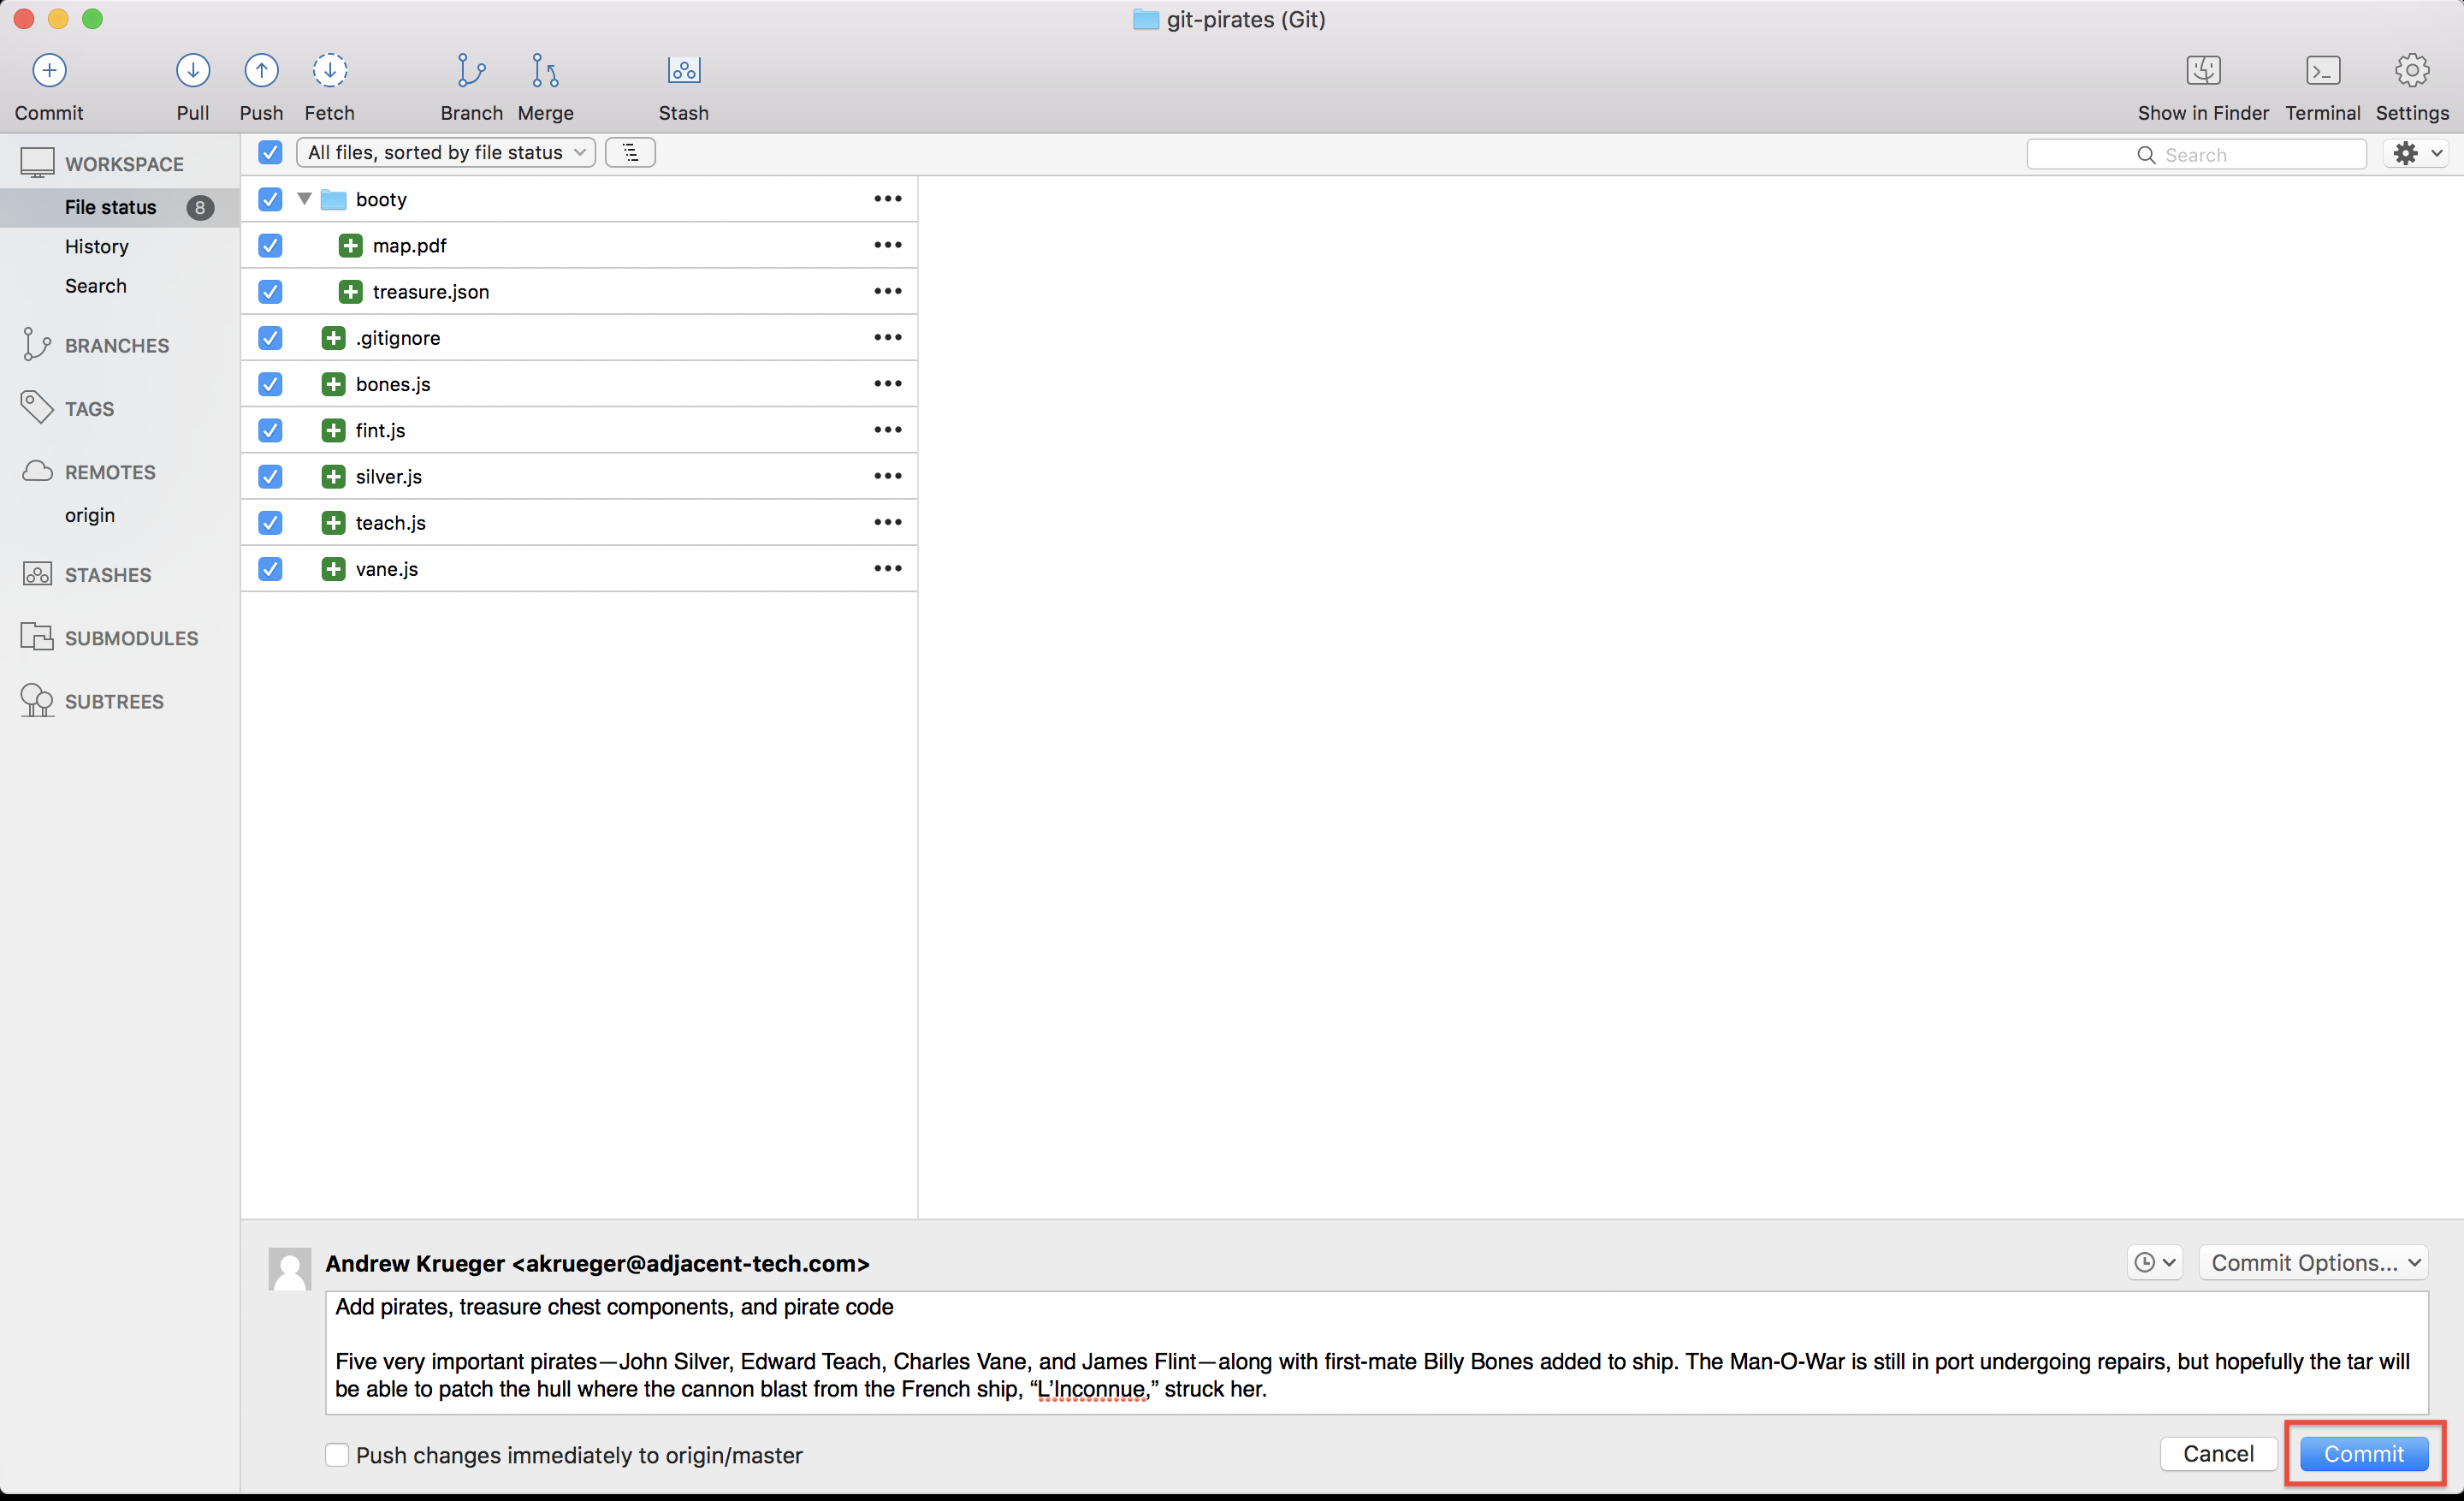 git-pirates (Git)
Commit Pull Push Fetch Branch Merge Stash Show in Finder Terminal Settings
WORKSPACE
File status 8
History
Search
BRANCHES
TAGS
REMOTES
origin
STASHES
SUBMODULES
SUBTREES
All files, sorted by file status
Search
booty
map.pdf
treasure.json
.gitignore
bones.js
fint.js
silver.js
teach.js
vane.js
Andrew Krueger <akrueger@adjacent-tech.com>
Commit Options...
Add pirates, treasure chest components, and pirate code
Five very important pirates—John Silver, Edward Teach, Charles Vane, and James Flint—along with first-mate Billy Bones added to ship. The Man-O-War is still in port undergoing repairs, but hopefully the tar will
be able to patch the hull where the cannon blast from the French ship, “L’Inconnue,” struck her.
Push changes immediately to origin/master
Cancel
Commit